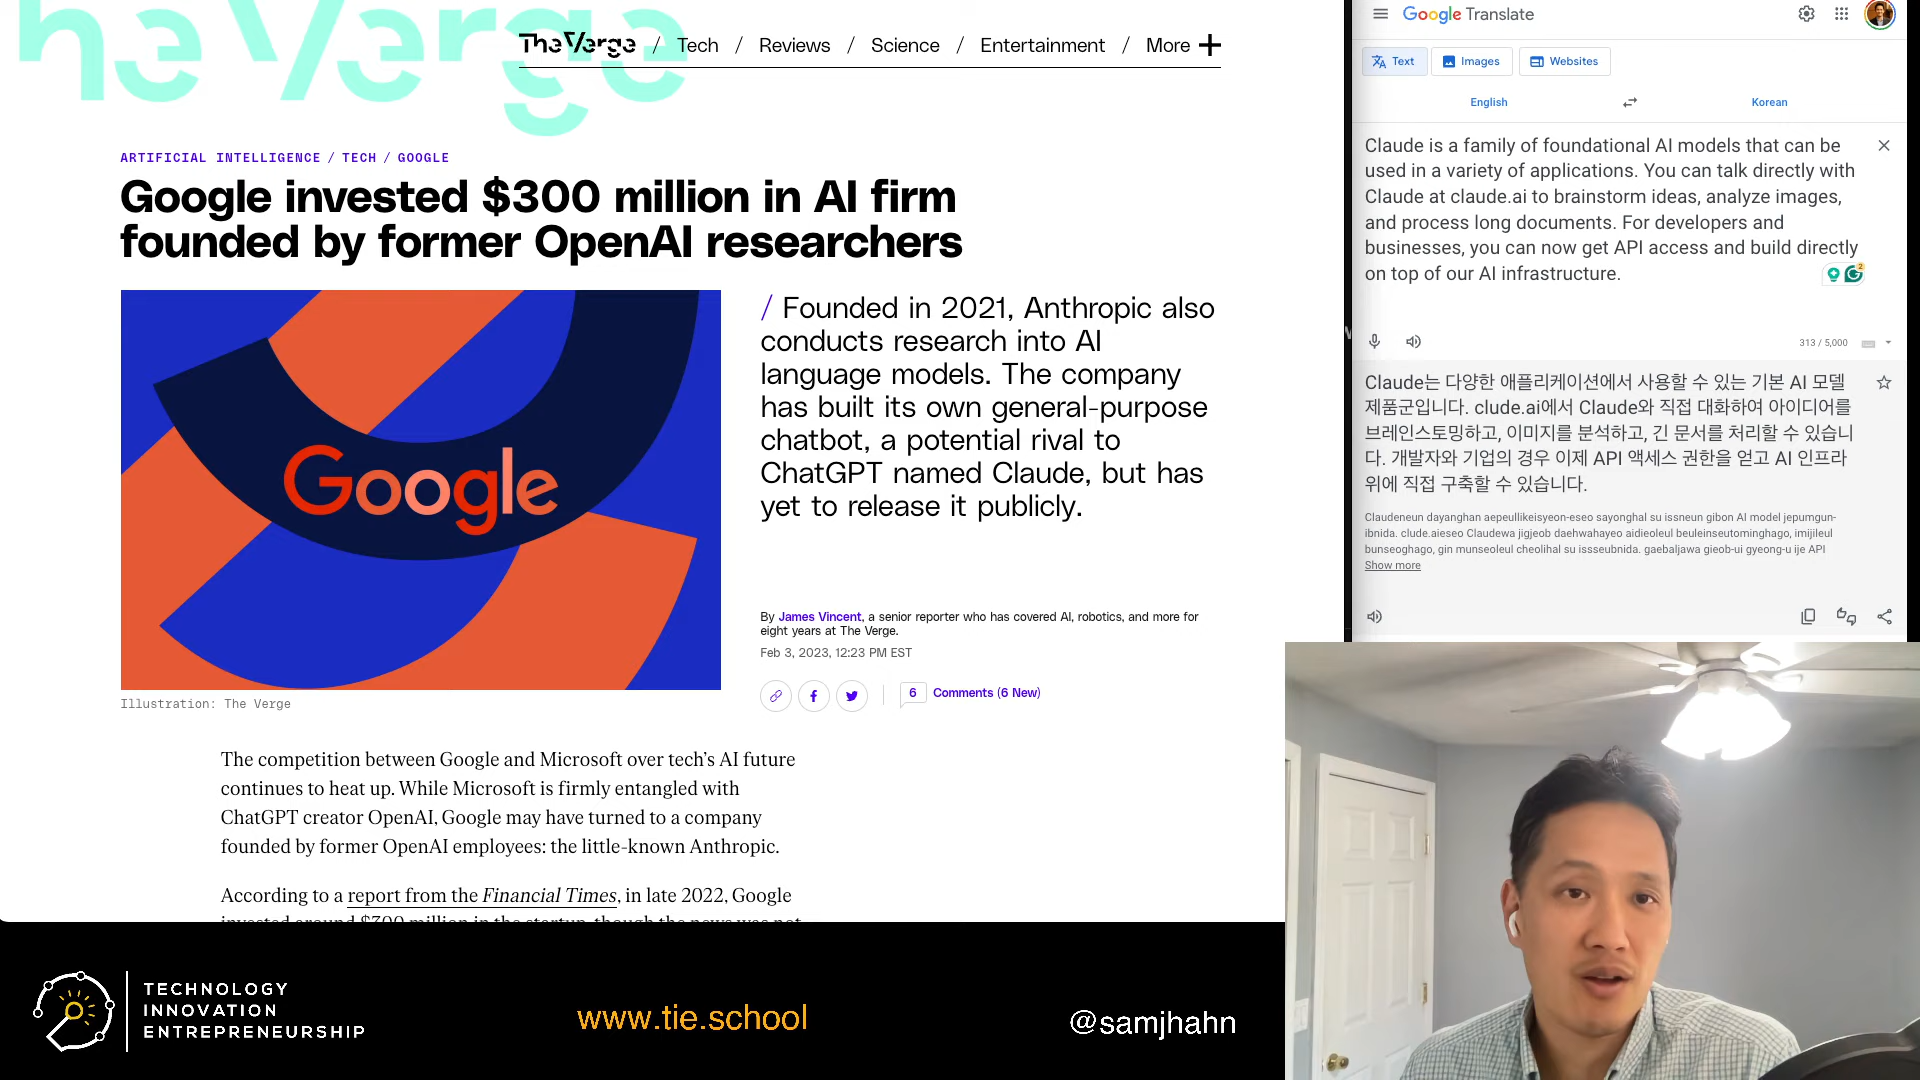 he Verge
The Verge / Tech / Reviews / Science / Entertainment / More
ARTIFICIAL INTELLIGENCE / TECH / GOOGLE
Google invested $300 million in AI firm
founded by former OpenAI researchers
Google
Illustration: The Verge
/ Founded in 2021, Anthropic also
conducts research into AI
language models. The company
has built its own general-purpose
chatbot, a potential rival to
ChatGPT named Claude, but has
yet to release it publicly.
By James Vincent, a senior reporter who has covered AI, robotics, and more for
eight years at The Verge.
Feb 3, 2023, 12:23 PM EST
6 Comments (6 New)
The competition between Google and Microsoft over tech’s AI future
continues to heat up. While Microsoft is firmly entangled with
ChatGPT creator OpenAI, Google may have turned to a company
founded by former OpenAI employees: the little-known Anthropic.
According to a report from the Financial Times, in late 2022, Google
invested around $300 million in the startup, though the news was not
Google Translate
Text Images Websites
English Korean
Claude is a family of foundational AI models that can be
used in a variety of applications. You can talk directly with
Claude at claude.ai to brainstorm ideas, analyze images,
and process long documents. For developers and
businesses, you can now get API access and build directly
on top of our AI infrastructure.
2
313 / 5,000
Claude는 다양한 애플리케이션에서 사용할 수 있는 기본 AI 모델
제품군입니다. clude.ai에서 Claude와 직접 대화하여 아이디어를
브레인스토밍하고, 이미지를 분석하고, 긴 문서를 처리할 수 있습니
다. 개발자와 기업의 경우 이제 API 액세스 권한을 얻고 AI 인프라
위에 직접 구축할 수 있습니다.
Claudeneun dayanghan aepeullikeisyeon-eseo sayonghal su issneun gibon AI model jepumgun-
ibnida. clude.aieseo Claudewa jigjeob daehwahayeo aidieoleul beuleinseutominghago, imijileul
bunseoghago, gin munseoleul cheolihal su issseubnida. gaebaljawa gieob-ui gyeong-u ije API
Show more
TECHNOLOGY
INNOVATION
ENTREPRENEURSHIP
www.tie.school
@samjhahn